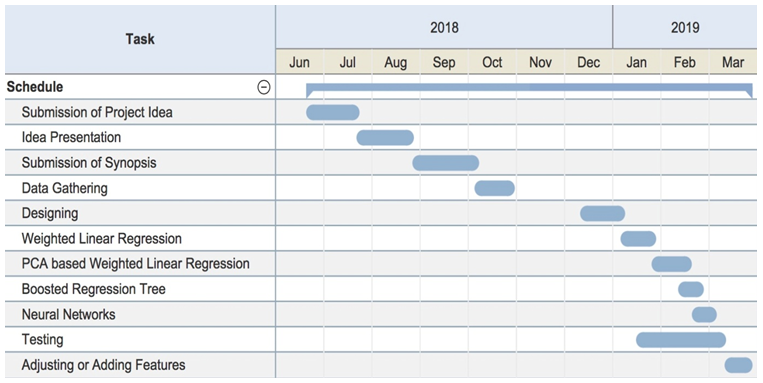 Task
2018 2019
Jun Jul Aug Sep Oct Nov Dec Jan Feb Mar
Schedule
Submission of Project Idea
Idea Presentation
Submission of Synopsis
Data Gathering
Designing
Weighted Linear Regression
PCA based Weighted Linear Regression
Boosted Regression Tree
Neural Networks
Testing
Adjusting or Adding Features